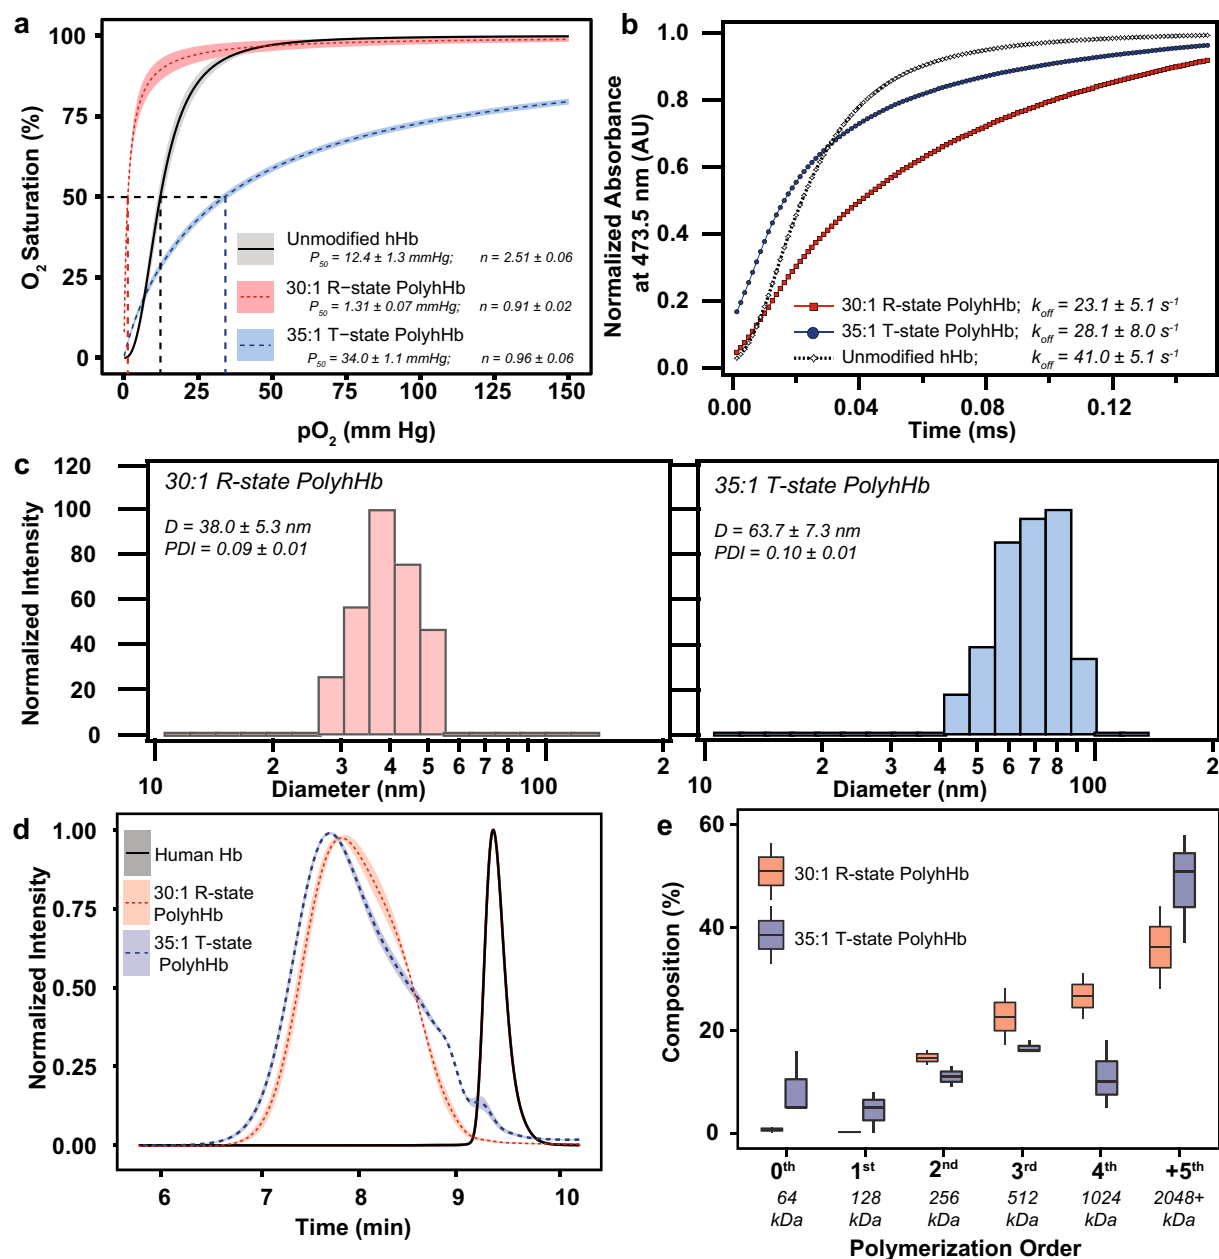 a
100
75
50
25
0
O2 Saturation (%)
Unmodified hHb
P50 = 12.4 ± 1.3 mmHg; n = 2.51 ± 0.06
30:1 R−state PolyhHb
P50 = 1.31 ± 0.07 mmHg; n = 0.91 ± 0.02
35:1 T−state PolyhHb
P50 = 34.0 ± 1.1 mmHg; n = 0.96 ± 0.06
0 25 50 75 100 125 150
pO2 (mm Hg)
b
1.0
0.8
0.6
0.4
0.2
0.0
Normalized Absorbance
at 473.5 nm (AU)
30:1 R-state PolyhHb; koff = 23.1 ± 5.1 s-1
35:1 T-state PolyhHb; koff = 28.1 ± 8.0 s-1
Unmodified hHb; koff = 41.0 ± 5.1 s-1
0.00 0.04 0.08 0.12
Time (ms)
c
120
100
80
60
40
20
0
Normalized Intensity
30:1 R-state PolyhHb
D = 38.0 ± 5.3 nm
PDI = 0.09 ± 0.01
10 2 3 4 5 6 7 8 100 2
Diameter (nm)
35:1 T-state PolyhHb
D = 63.7 ± 7.3 nm
PDI = 0.10 ± 0.01
10 2 3 4 5 6 7 8 100 2
Diameter (nm)
d
1.00
0.75
0.50
0.25
0.00
Normalized Intensity
Human Hb
30:1 R-state
PolyhHb
35:1 T-state
PolyhHb
6 7 8 9 10
Time (min)
e
60
40
20
0
Composition (%)
30:1 R-state PolyhHb
35:1 T-state PolyhHb
0th 1st 2nd 3rd 4th +5th
64 128 256 512 1024 2048+
kDa kDa kDa kDa kDa kDa
Polymerization Order